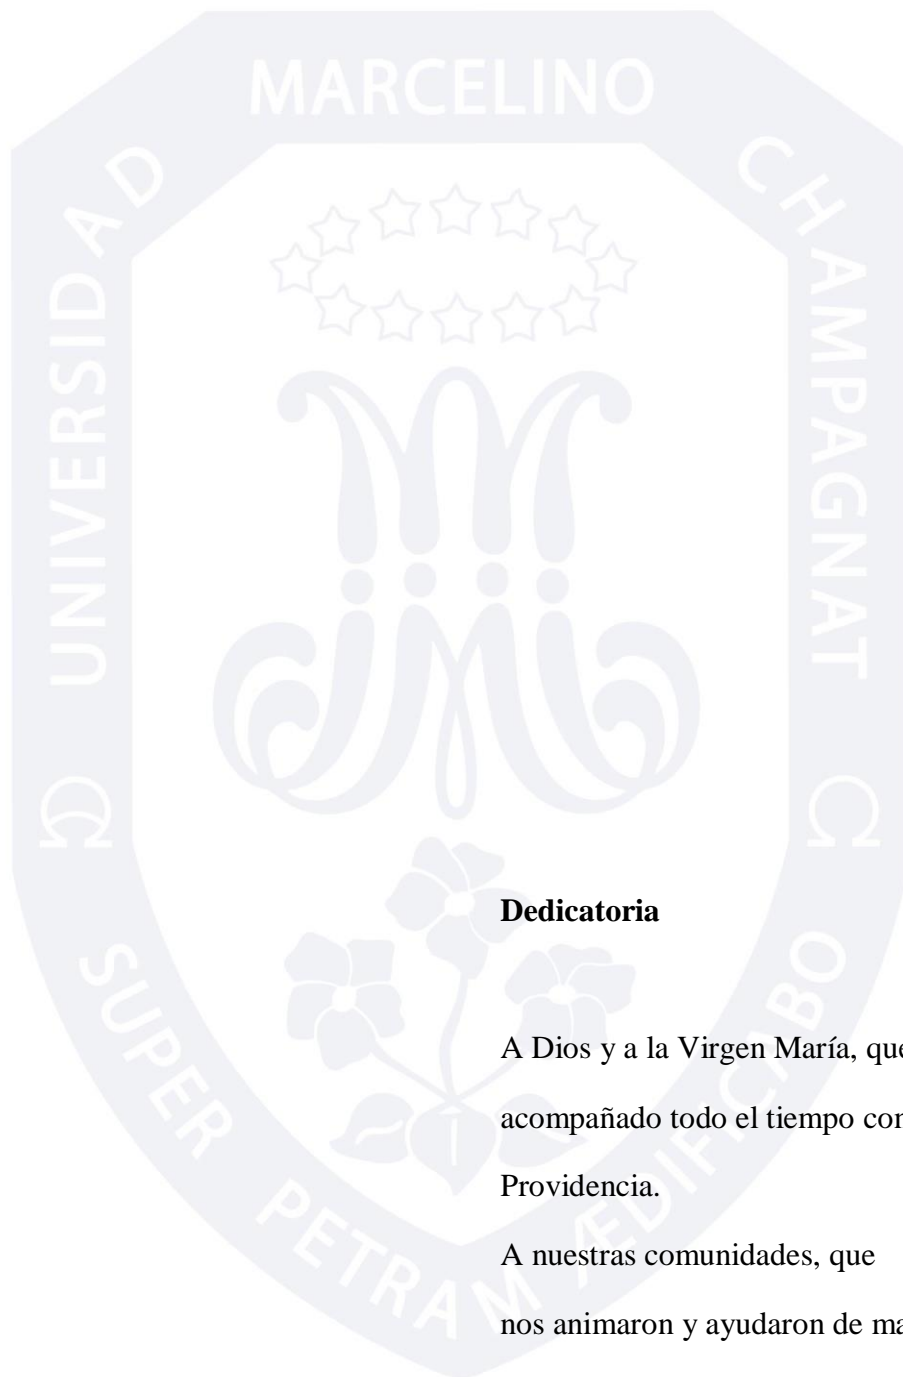 MARCELINO
CHAMPAGNAT
UNIVERSIDAD
SUPER PETRAM ÆDIFICABO
Dedicatoria
A Dios y a la Virgen María, que
acompañado todo el tiempo con
Providencia.
A nuestras comunidades, que
nos animaron y ayudaron de ma